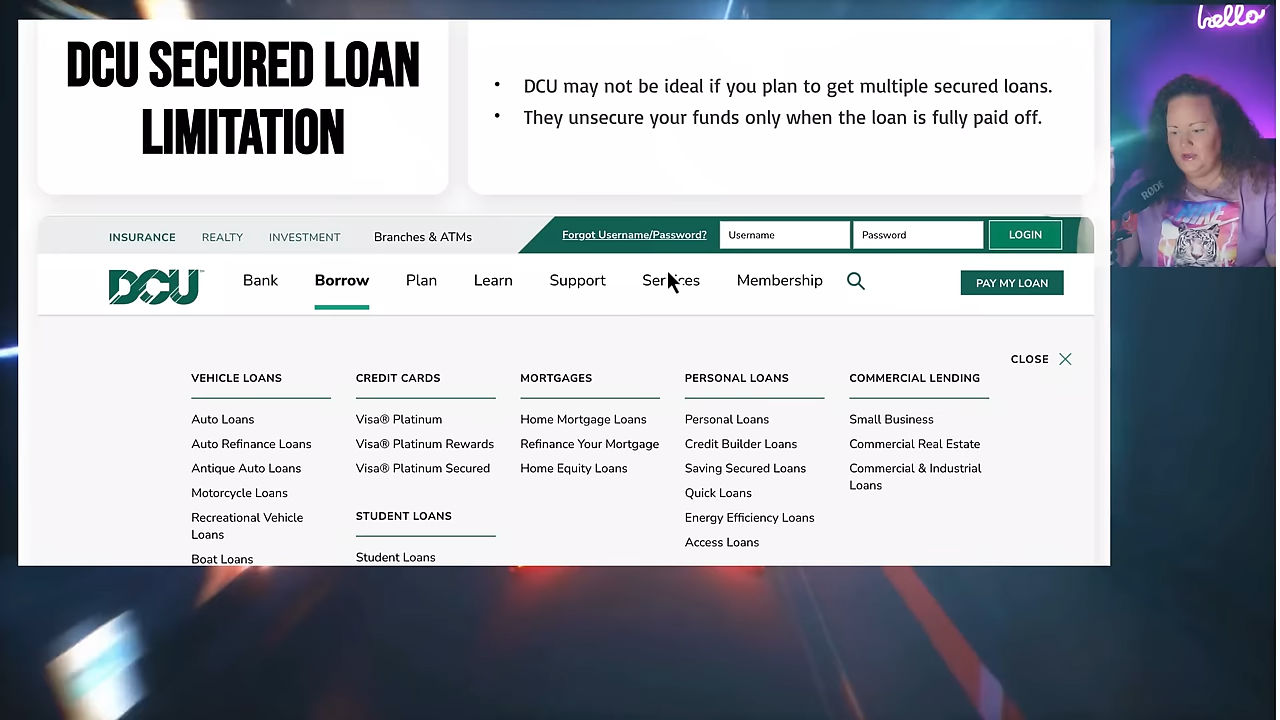 hello
DCU SECURED LOAN
LIMITATION
• DCU may not be ideal if you plan to get multiple secured loans.
• They unsecure your funds only when the loan is fully paid off.
INSURANCE REALTY INVESTMENT Branches & ATMs Forgot Username/Password? Username Password LOGIN
DCU Bank Borrow Plan Learn Support Services Membership PAY MY LOAN
CLOSE
VEHICLE LOANS
Auto Loans
Auto Refinance Loans
Antique Auto Loans
Motorcycle Loans
Recreational Vehicle
Loans
Boat Loans
CREDIT CARDS
Visa® Platinum
Visa® Platinum Rewards
Visa® Platinum Secured
STUDENT LOANS
Student Loans
MORTGAGES
Home Mortgage Loans
Refinance Your Mortgage
Home Equity Loans
PERSONAL LOANS
Personal Loans
Credit Builder Loans
Saving Secured Loans
Quick Loans
Energy Efficiency Loans
Access Loans
COMMERCIAL LENDING
Small Business
Commercial Real Estate
Commercial & Industrial
Loans
RØDE
NIKE